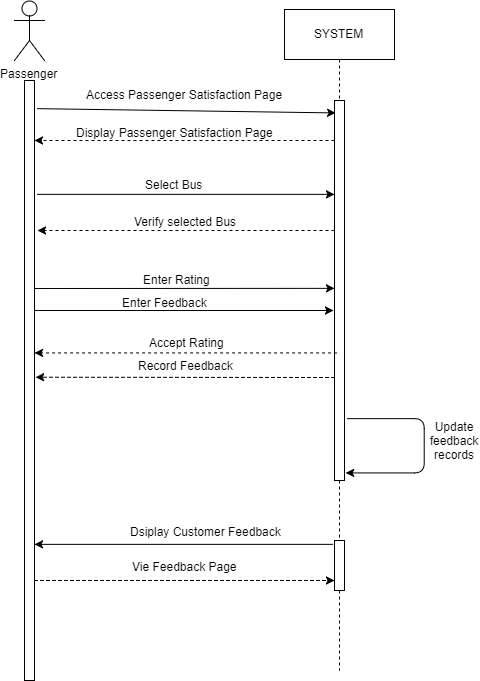 SYSTEM
Passenger
Access Passenger Satisfaction Page
Display Passenger Satisfaction Page
Select Bus
Verify selected Bus
Enter Rating
Enter Feedback
Accept Rating
Record Feedback
Update
feedback
records
Dsiplay Customer Feedback
Vie Feedback Page